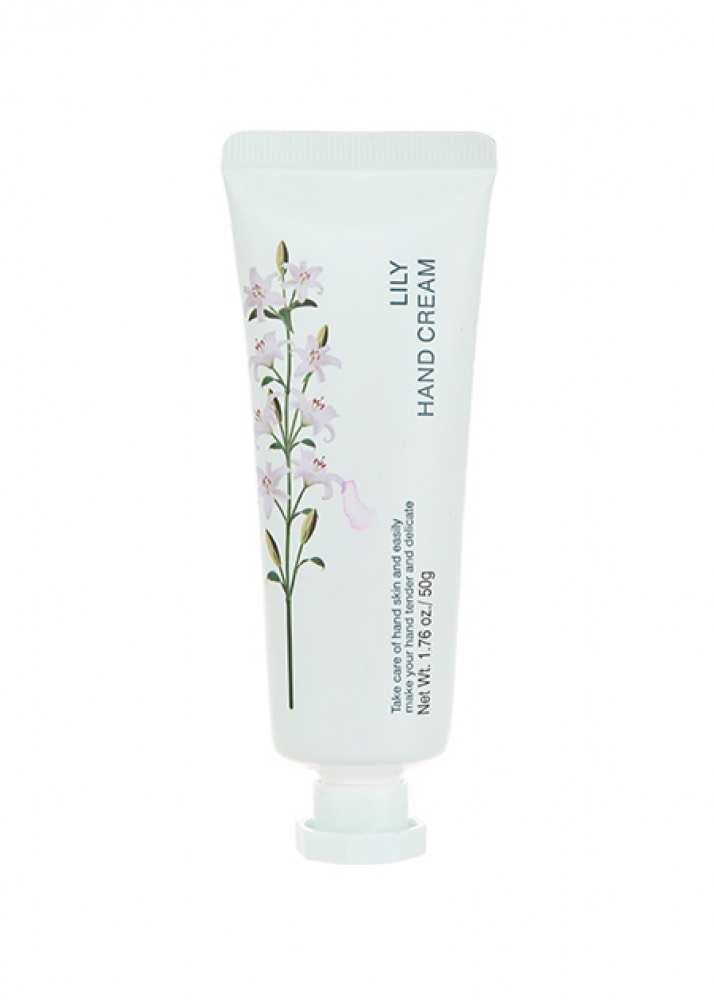 LILY
HAND CREAM
Take care of hand skin and easily
make your hand tender and delicate
Net Wt. 1.76 oz./ 50g